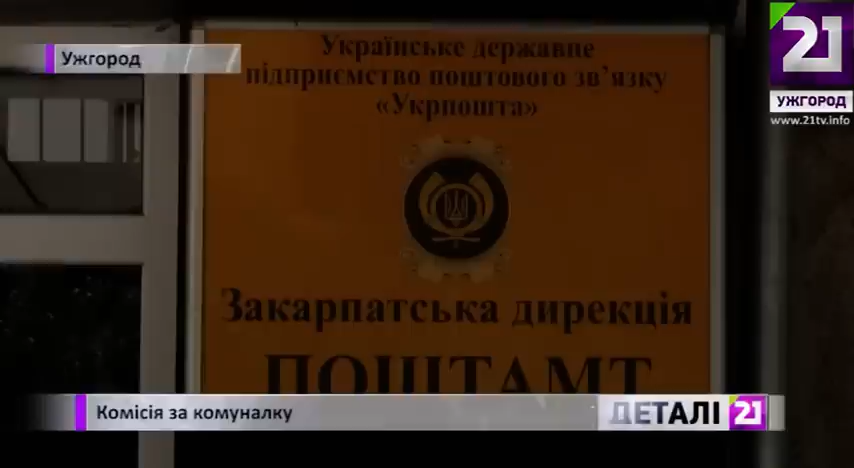 Ужгород
Українське державне
підприємство поштового зв’язку
«Укрпошта»
21
УЖГОРОД
www.21tv.info
Закарпатська дирекція
ПОШТАМТ
Комісія за комуналку
ДЕТАЛІ 21